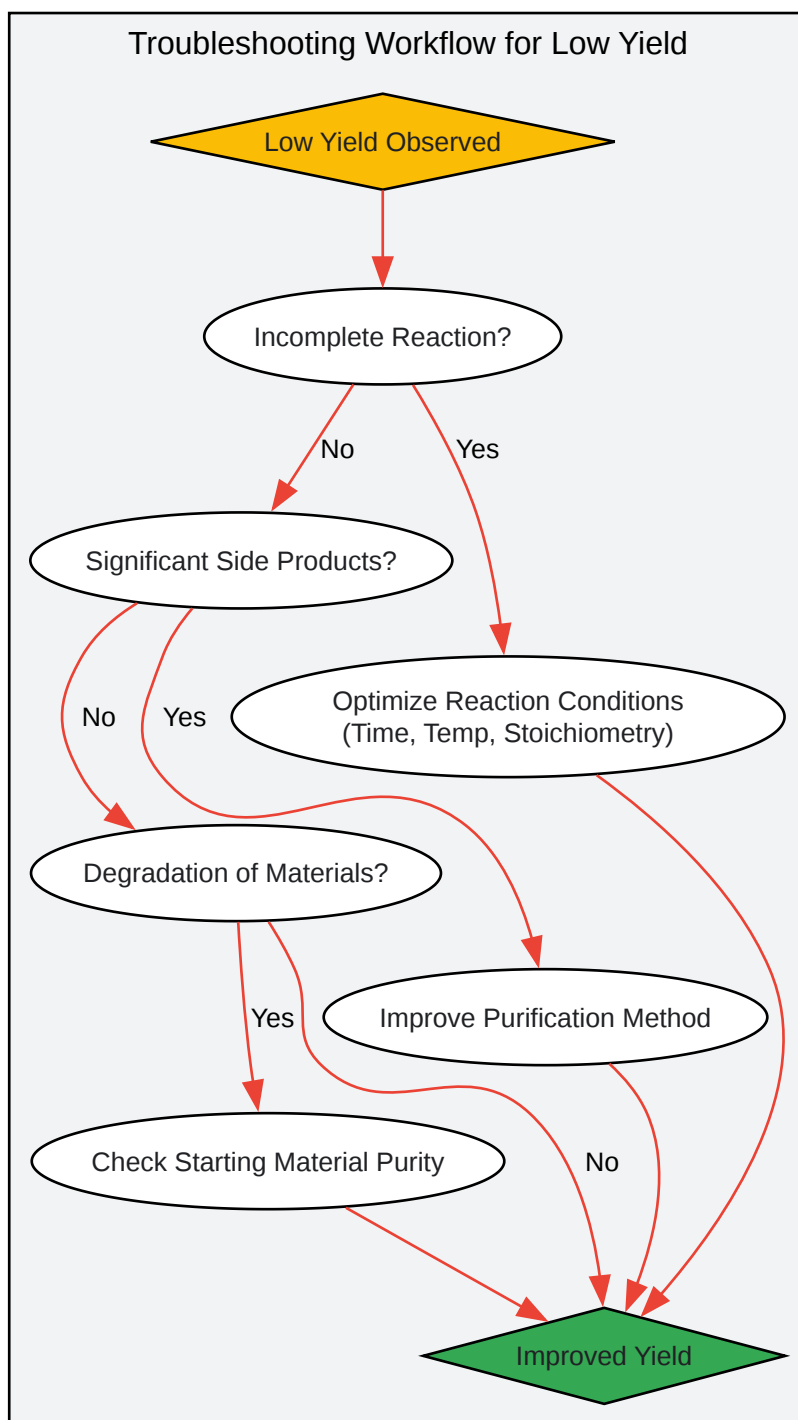 Troubleshooting Workflow for Low Yield
Low Yield Observed
Incomplete Reaction?
No
Yes
Significant Side Products?
Optimize Reaction Conditions
(Time, Temp, Stoichiometry)
No
Yes
Degradation of Materials?
Yes
Improve Purification Method
Check Starting Material Purity
No
Improved Yield